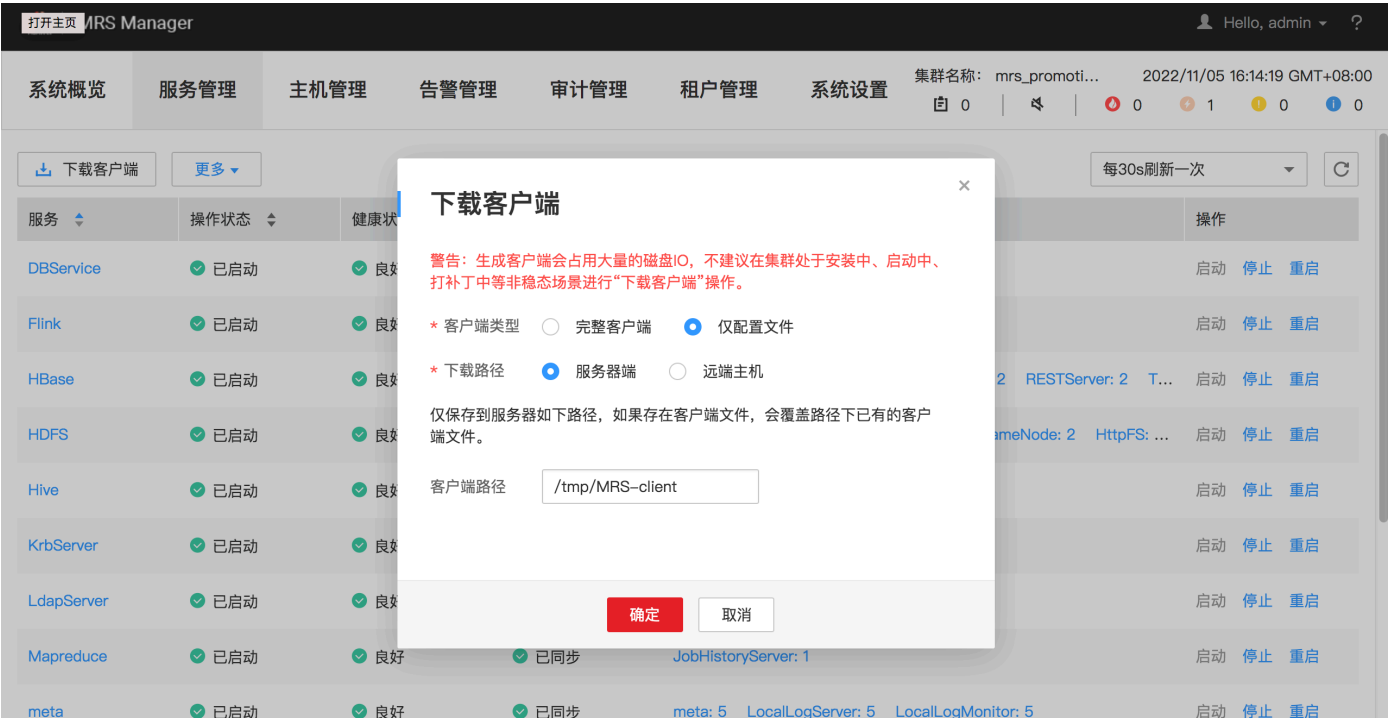 打开主页 MRS Manager
Hello, admin
?
系统概览 服务管理 主机管理 告警管理 审计管理 租户管理 系统设置
集群名称： mrs_promoti... 2022/11/05 16:14:19 GMT+08:00
0 0 1 0 0
下载客户端 更多 每30s刷新一次
服务 操作状态 健康状 操作
下载客户端
警告：生成客户端会占用大量的磁盘IO，不建议在集群处于安装中、启动中、
打补丁中等非稳态场景进行“下载客户端”操作。
* 客户端类型 完整客户端 仅配置文件
* 下载路径 服务器端 远端主机
仅保存到服务器如下路径，如果存在客户端文件，会覆盖路径下已有的客户
端文件。
客户端路径 /tmp/MRS-client
确定 取消
DBService 已启动 良好 启动 停止 重启
Flink 已启动 良好 启动 停止 重启
HBase 已启动 良好 2 RESTServer: 2 T... 启动 停止 重启
HDFS 已启动 良好 ameNode: 2 HttpFS: ... 启动 停止 重启
Hive 已启动 良好 启动 停止 重启
KrbServer 已启动 良好 启动 停止 重启
LdapServer 已启动 良好 启动 停止 重启
Mapreduce 已启动 良好 已同步 JobHistoryServer: 1 启动 停止 重启
meta 已启动 良好 已同步 meta: 5 LocalLogServer: 5 LocalLogMonitor: 5 启动 停止 重启